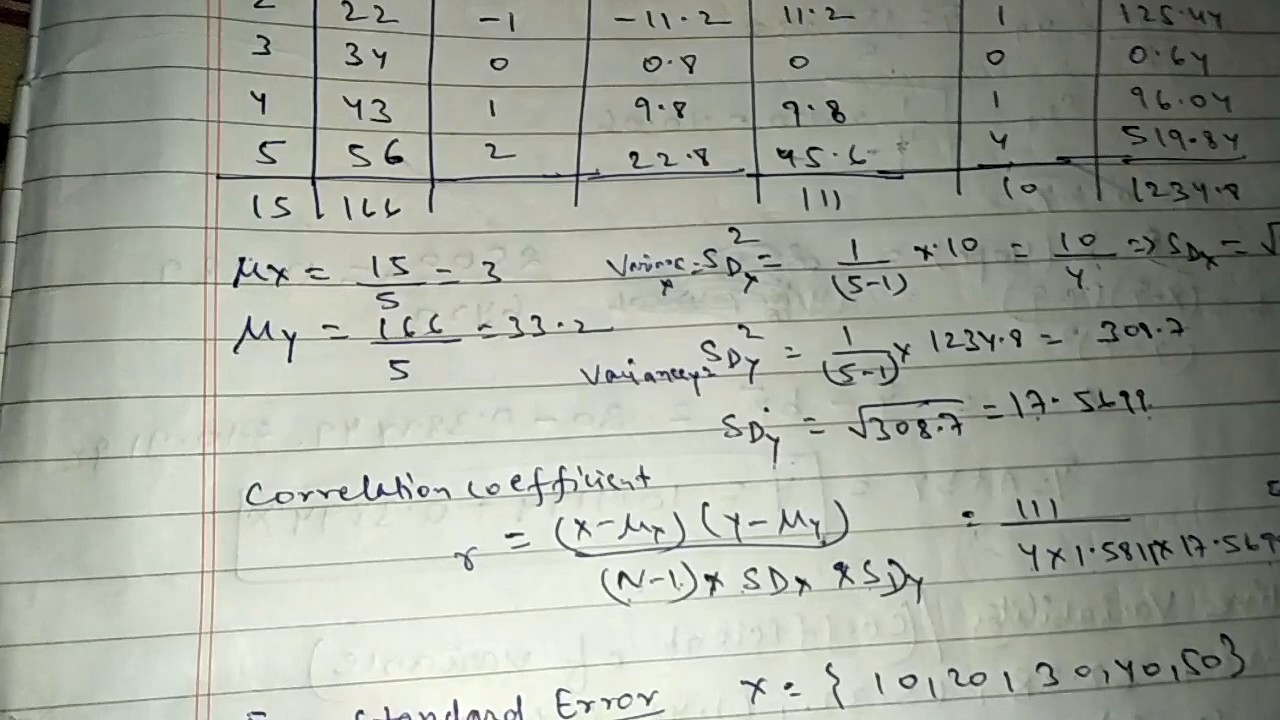 2 22 -1 -11.2 11.2 1 125.44
3 34 0 0.8 0 0 0.64
4 43 1 9.8 9.8 1 96.04
5 56 2 22.8 45.6 4 519.84
15 166 111 10 1234.8
μx = 15/5 = 3 Variance x = SDx² = 1/(5-1) × 10 = 10/4 => SDx = √
μy = 166/5 = 33.2
Variance y = SDy² = 1/(5-1) × 1234.8 = 308.7
SDy = √308.7 = 17.5699
Correlation coefficient
r = (x-μx)(y-μy) / (N-1) × SDx × SDy = 111 / 4×1.5811×17.569
Standard Error x = {10,20,30,40,50}